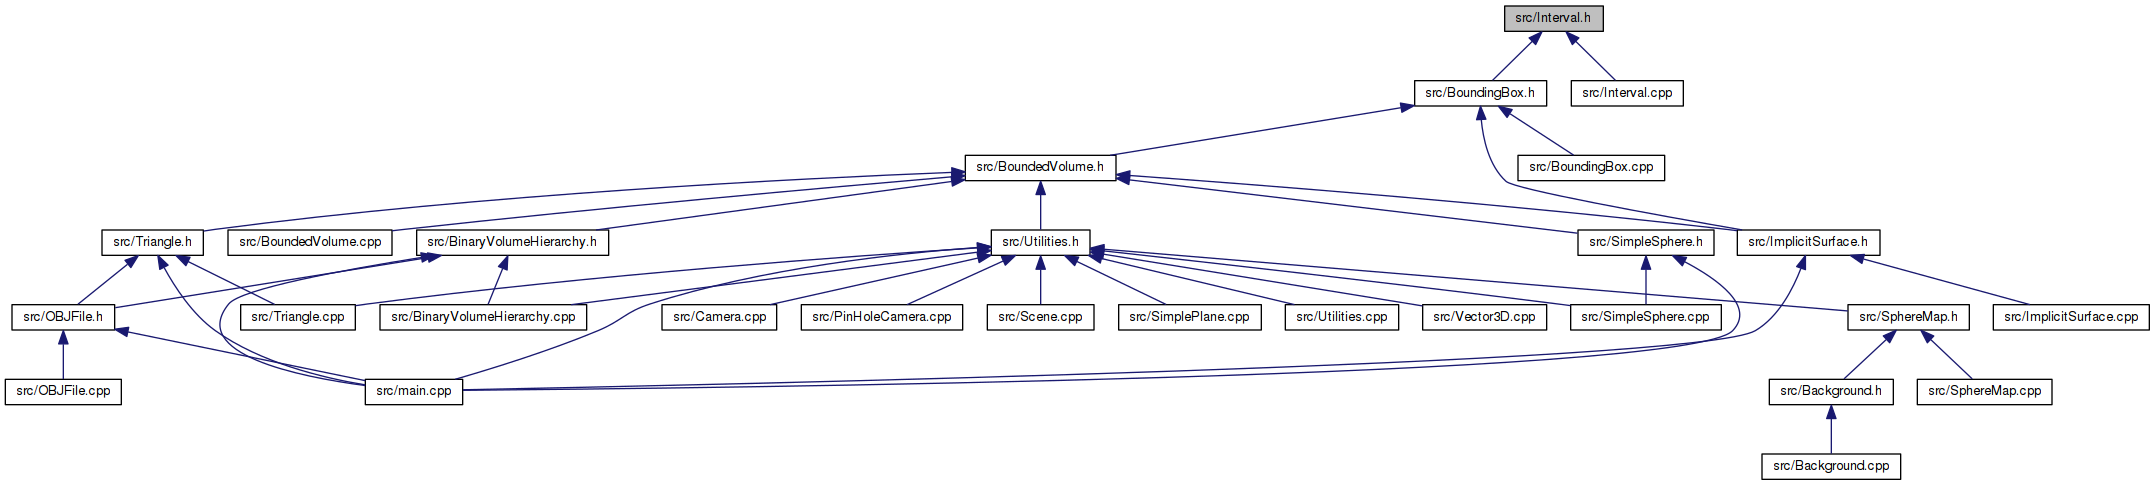 src/Interval.h
src/BoundingBox.h
src/Interval.cpp
src/BoundedVolume.h
src/BoundingBox.cpp
src/Triangle.h
src/BoundedVolume.cpp
src/BinaryVolumeHierarchy.h
src/Utilities.h
src/SimpleSphere.h
src/ImplicitSurface.h
src/OBJFile.h
src/Triangle.cpp
src/BinaryVolumeHierarchy.cpp
src/Camera.cpp
src/PinHoleCamera.cpp
src/Scene.cpp
src/SimplePlane.cpp
src/Utilities.cpp
src/Vector3D.cpp
src/SimpleSphere.cpp
src/SphereMap.h
src/ImplicitSurface.cpp
src/OBJFile.cpp
src/main.cpp
src/Background.h
src/SphereMap.cpp
src/Background.cpp